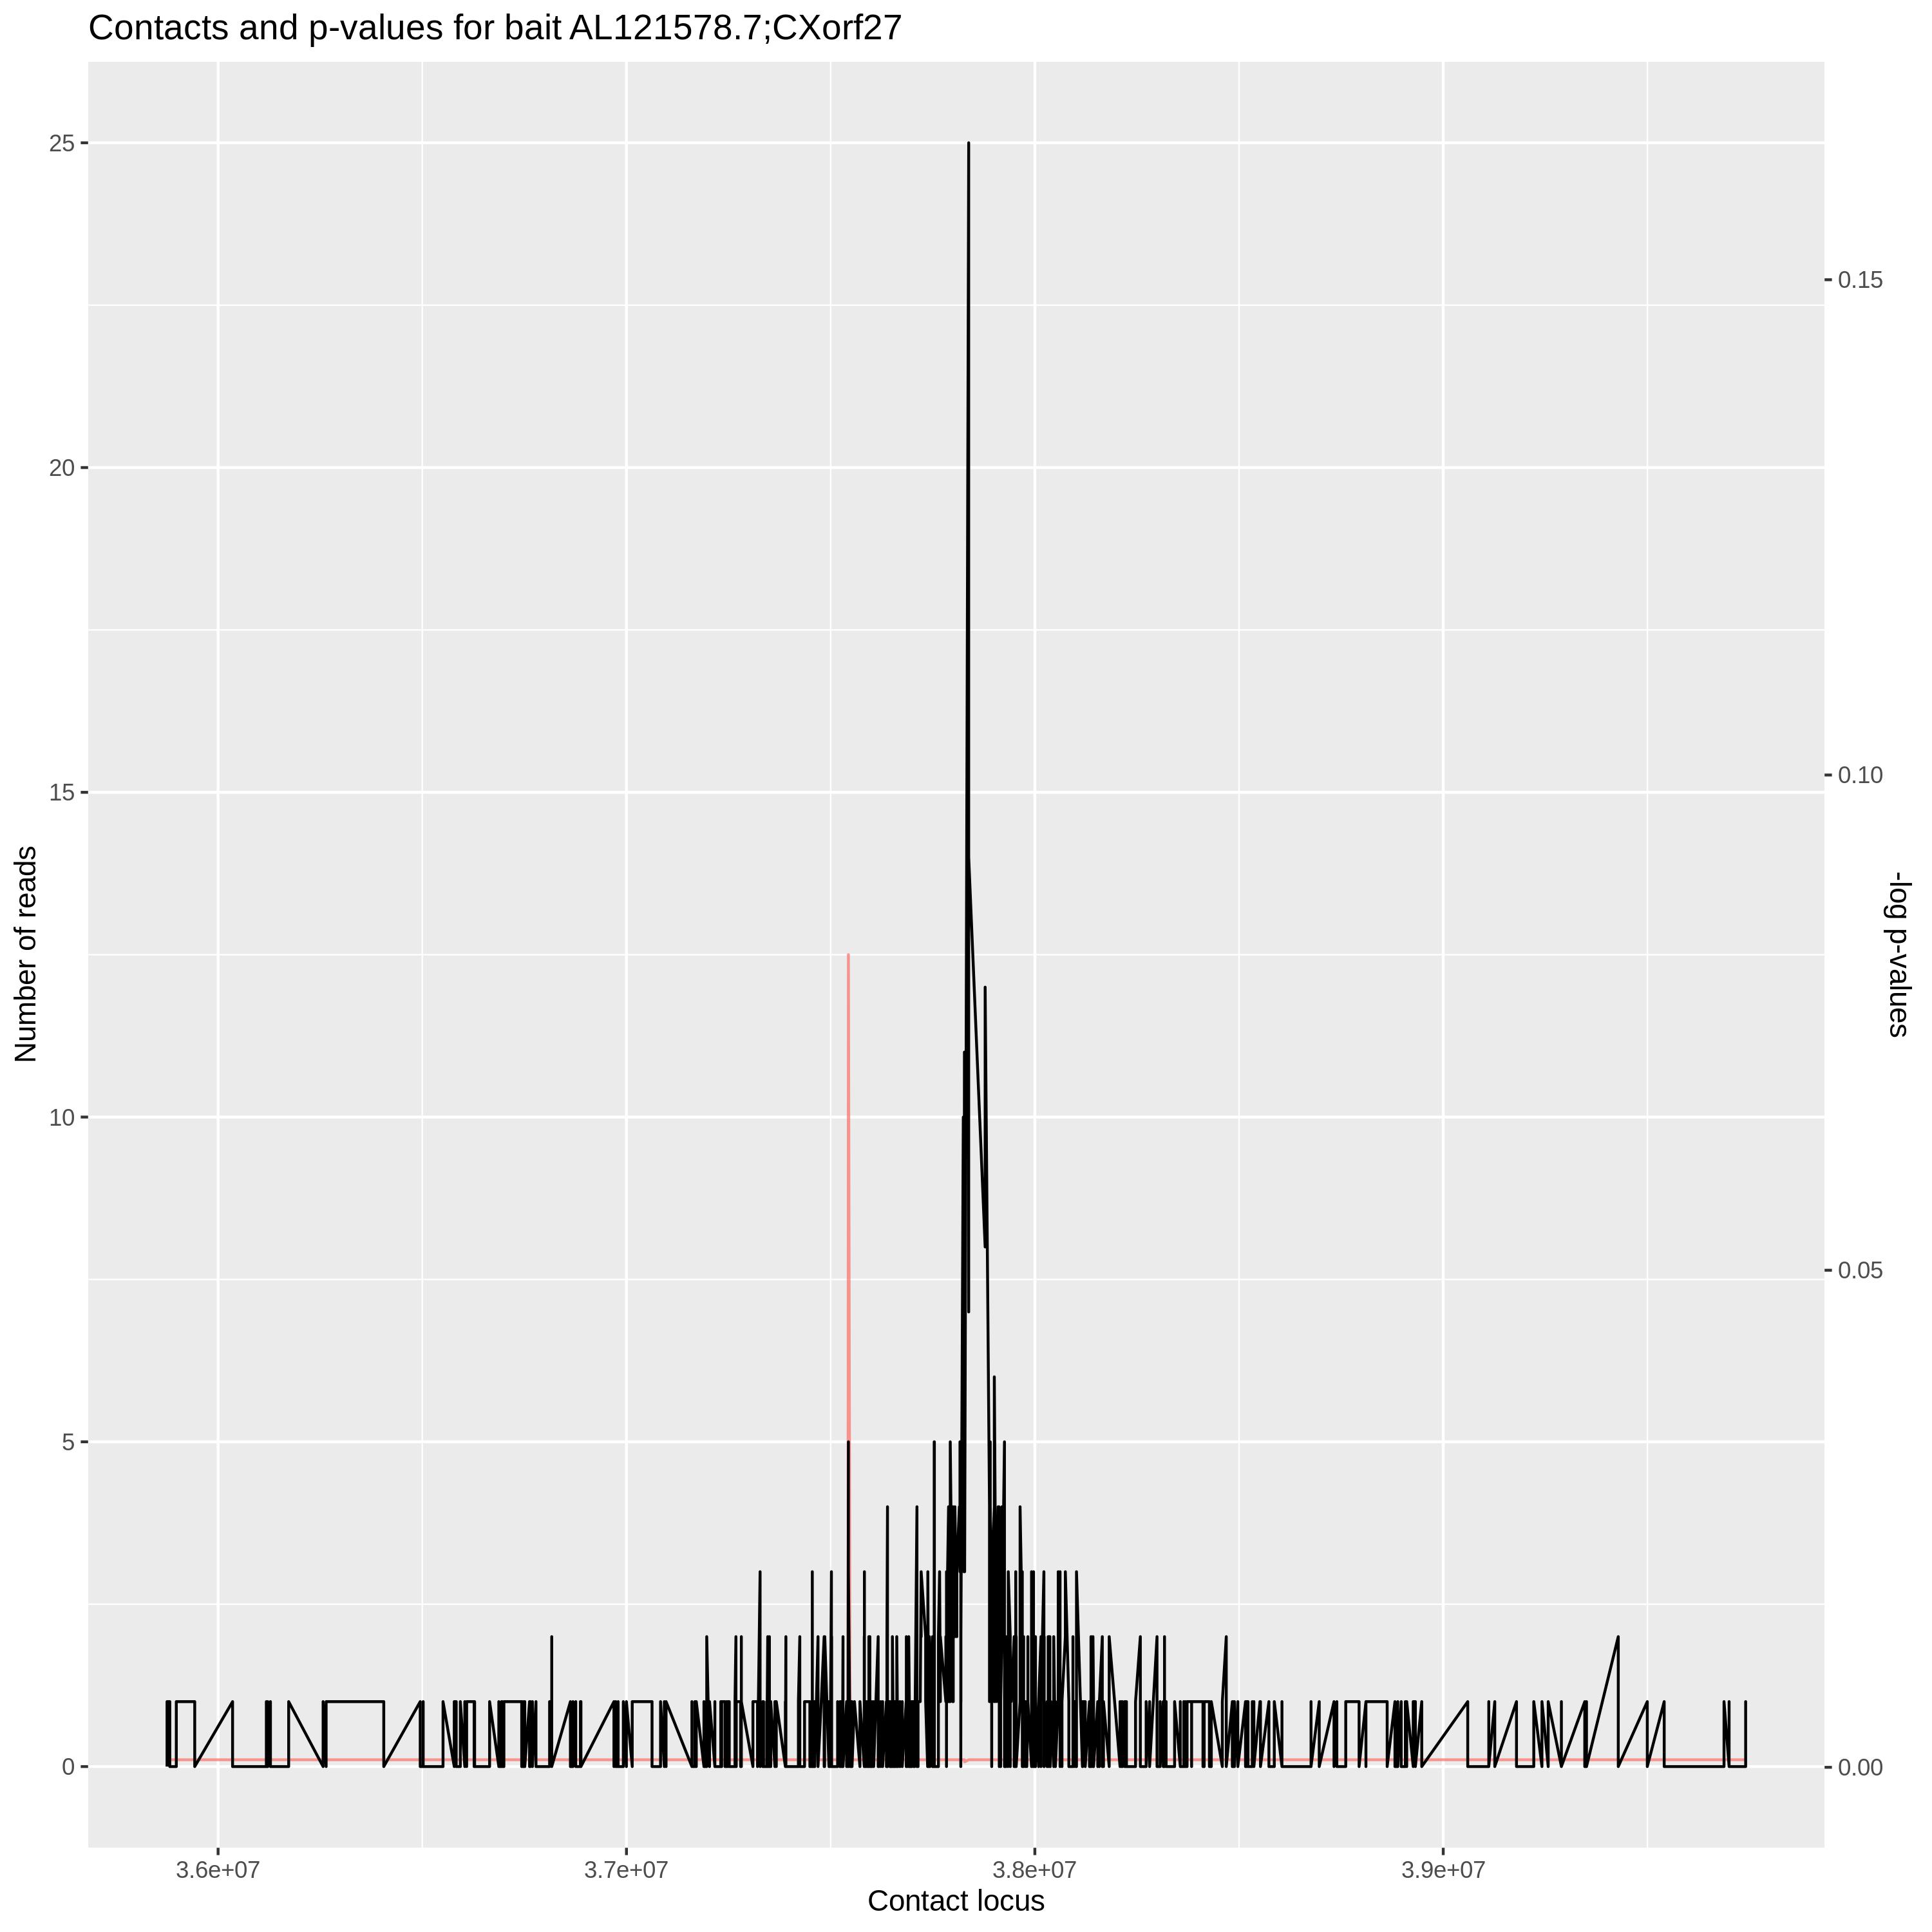 Contacts and p-values for bait AL121578.7;CXorf27
25
20
15
10
5
0
Number of reads
0.15
0.10
0.05
0.00
-log p-values
3.6e+07 3.7e+07 3.8e+07 3.9e+07
Contact locus